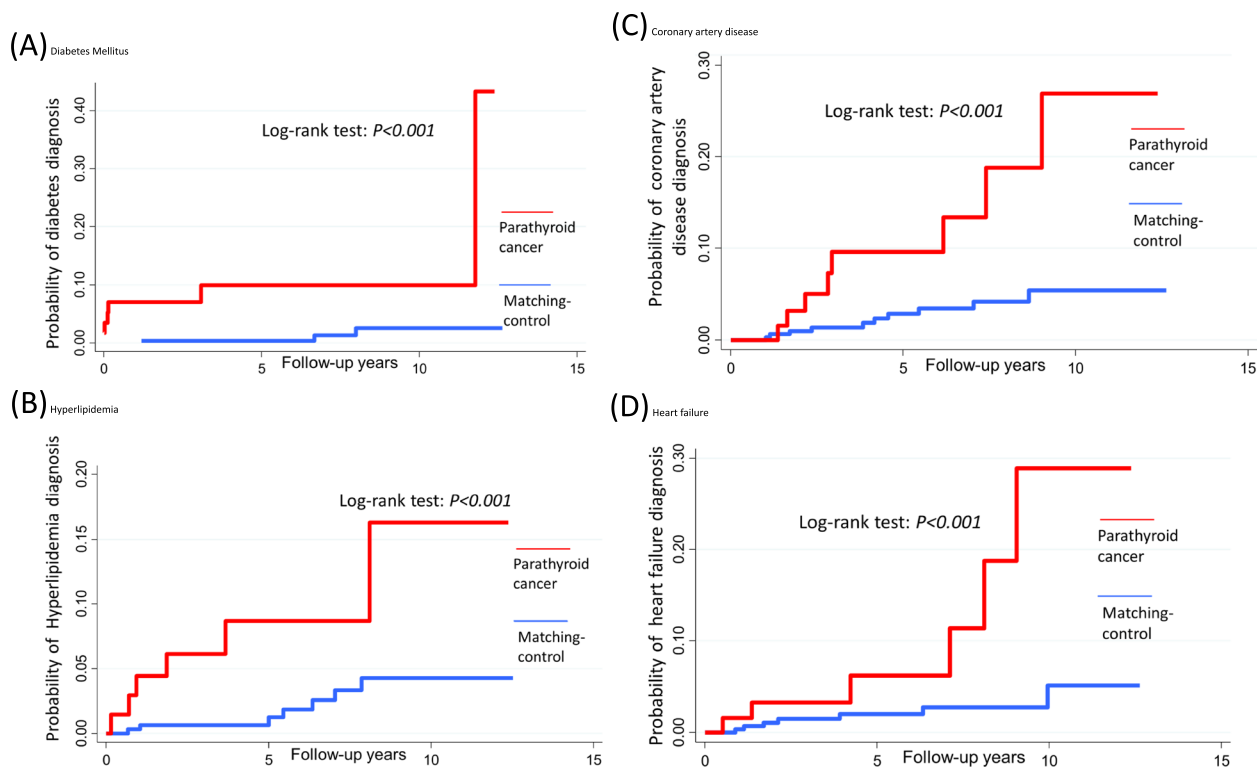 (A) Diabetes Mellitus
Probability of diabetes diagnosis
0.00 0.10 0.20 0.30 0.40
Log-rank test: P<0.001
Parathyroid
cancer
Matching-
control
0 5 10 15
Follow-up years
(B) Hyperlipidemia
Probability of Hyperlipidemia diagnosis
0.00 0.05 0.10 0.15 0.20
Log-rank test: P<0.001
Parathyroid
cancer
Matching-
control
0 5 10 15
Follow-up years
(C) Coronary artery disease
Probability of coronary artery
disease diagnosis
0.00 0.10 0.20 0.30
Log-rank test: P<0.001
Parathyroid
cancer
Matching-
control
0 5 10 15
Follow-up years
(D) Heart failure
Probability of heart failure diagnosis
0.00 0.10 0.20 0.30
Log-rank test: P<0.001
Parathyroid
cancer
Matching-
control
0 5 10 15
Follow-up years